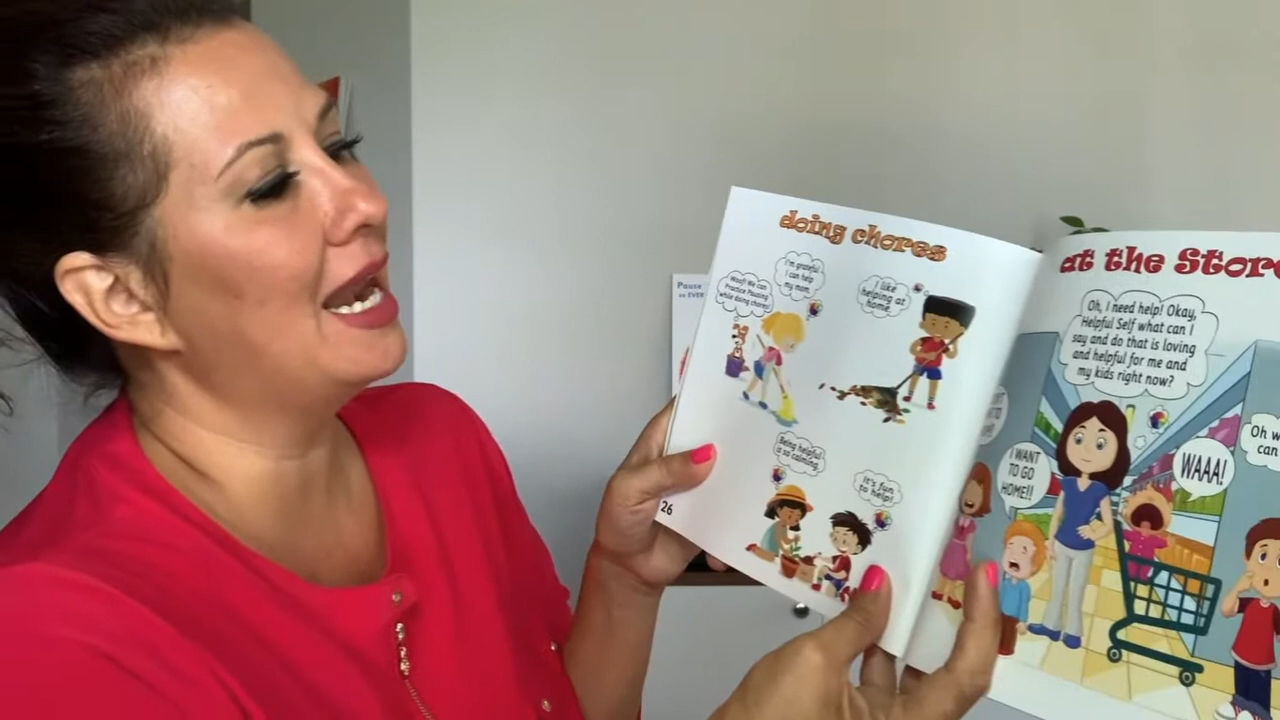 doing chores
I'm grateful
I can help
my mom.
Woof! We can
Practice Pausing
while doing chores!
I like
helping at
home.
Being helpful
is so calming.
It's fun
to help!
26
Pause
at the Store
Oh, I need help! Okay,
Helpful Self what can I
say and do that is loving
and helpful for me and
my kids right now?
I WANT
TO GO
HOME!!
WAAA!
Oh w
can